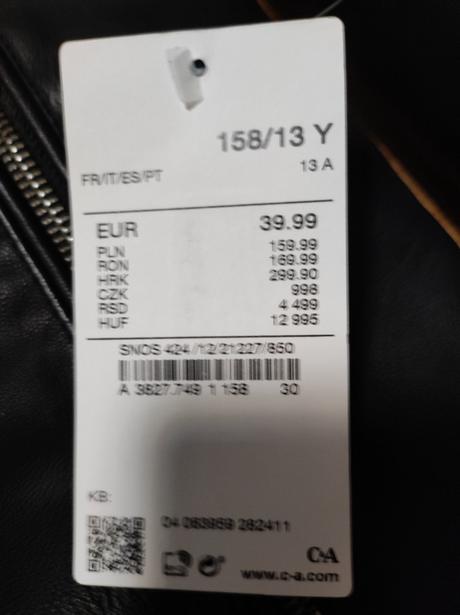 158/13 Y
FR/IT/ES/PT 13 A
EUR 39.99
PLN 159.99
RON 169.99
HRK 299.90
CZK 998
RSD 4 499
HUF 12 995
SNOS 424 /12/21227/850
A 3827.749 1 158 30
KB:
04 083959 282411
C&A
www.c-a.com